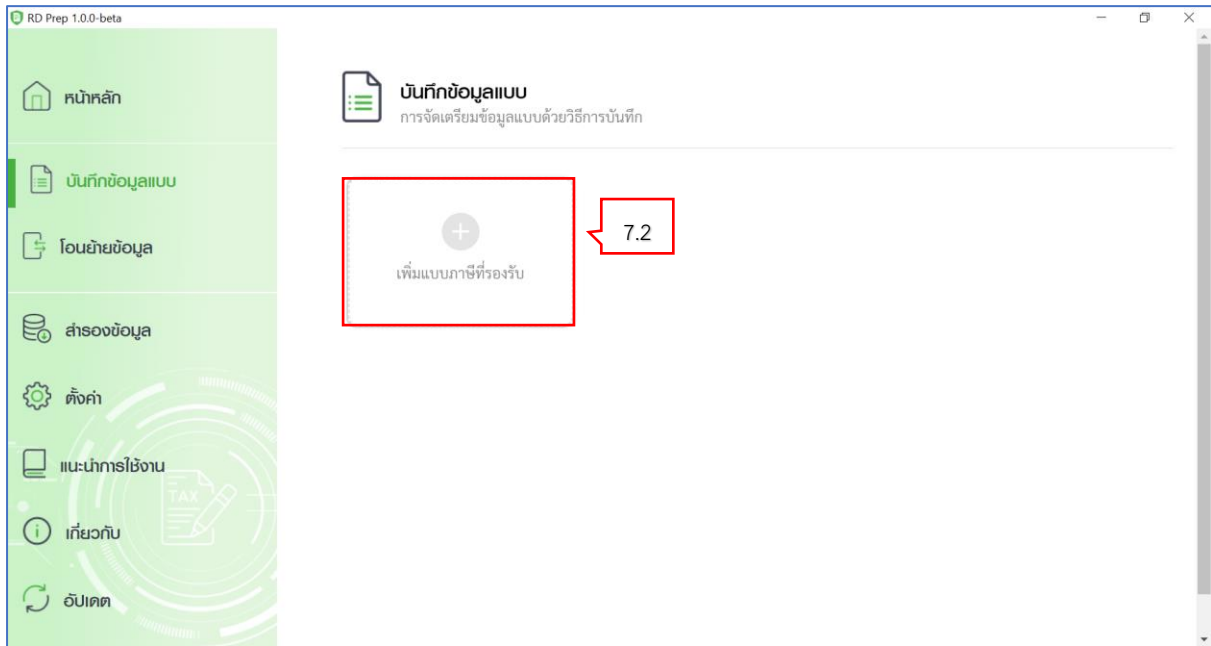 RD Prep 1.0.0-beta
หน้าหลัก
บันทึกข้อมูลแบบ
โอนย้ายข้อมูล
สำรองข้อมูล
ตั้งค่า
แนะนำการใช้งาน
TAX
เกี่ยวกับ
อัปเดต
บันทึกข้อมูลแบบ
การจัดเตรียมข้อมูลแบบด้วยวิธีการบันทึก
เพิ่มแบบภาษีที่รองรับ
7.2